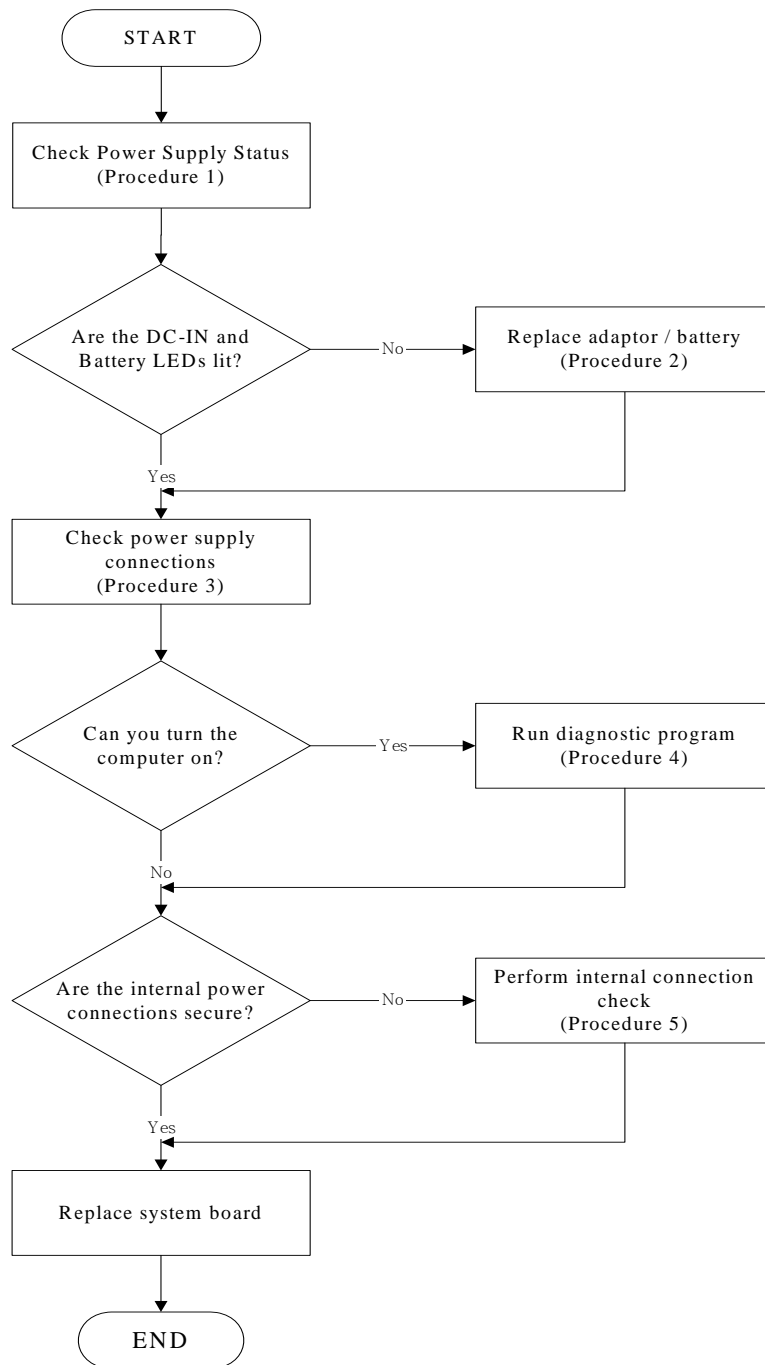 START
Check Power Supply Status
(Procedure 1)
Are the DC-IN and
Battery LEDs lit?
No
Replace adaptor / battery
(Procedure 2)
Yes
Check power supply
connections
(Procedure 3)
Can you turn the
computer on?
Yes
Run diagnostic program
(Procedure 4)
No
Are the internal power
connections secure?
No
Perform internal connection
check
(Procedure 5)
Yes
Replace system board
END